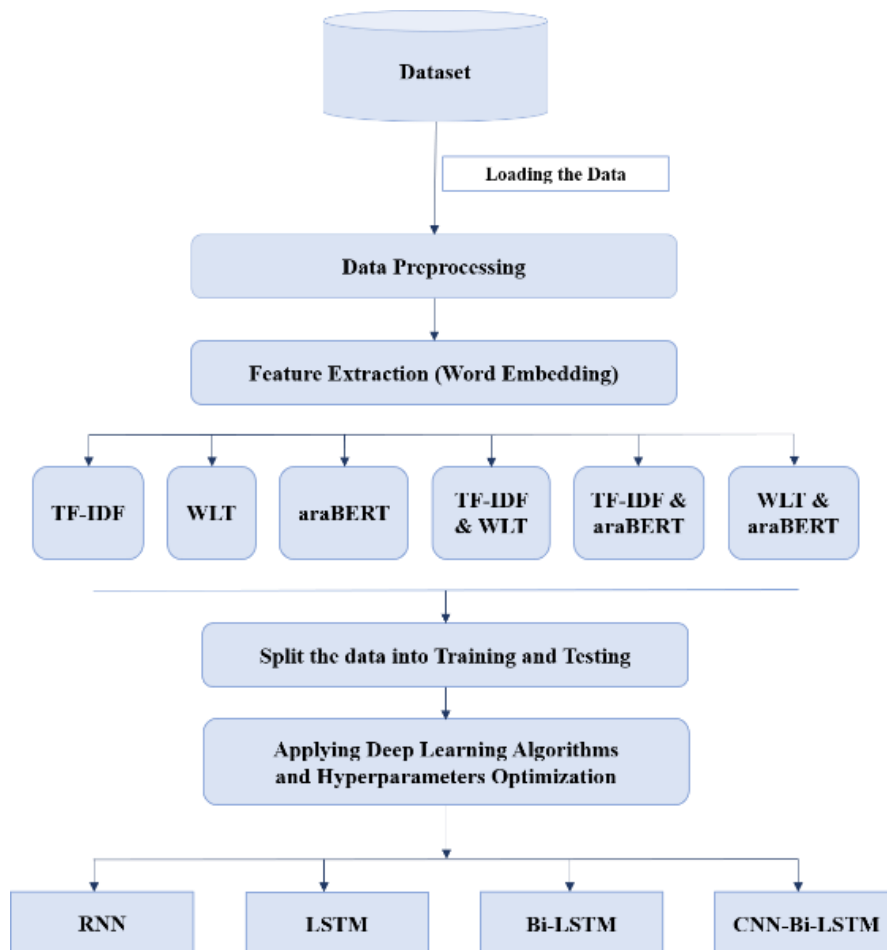 Dataset
Loading the Data
Data Preprocessing
Feature Extraction (Word Embedding)
TF-IDF
WLT
araBERT
TF-IDF
& WLT
TF-IDF &
araBERT
WLT &
araBERT
Split the data into Training and Testing
Applying Deep Learning Algorithms
and Hyperparameters Optimization
RNN
LSTM
Bi-LSTM
CNN-Bi-LSTM